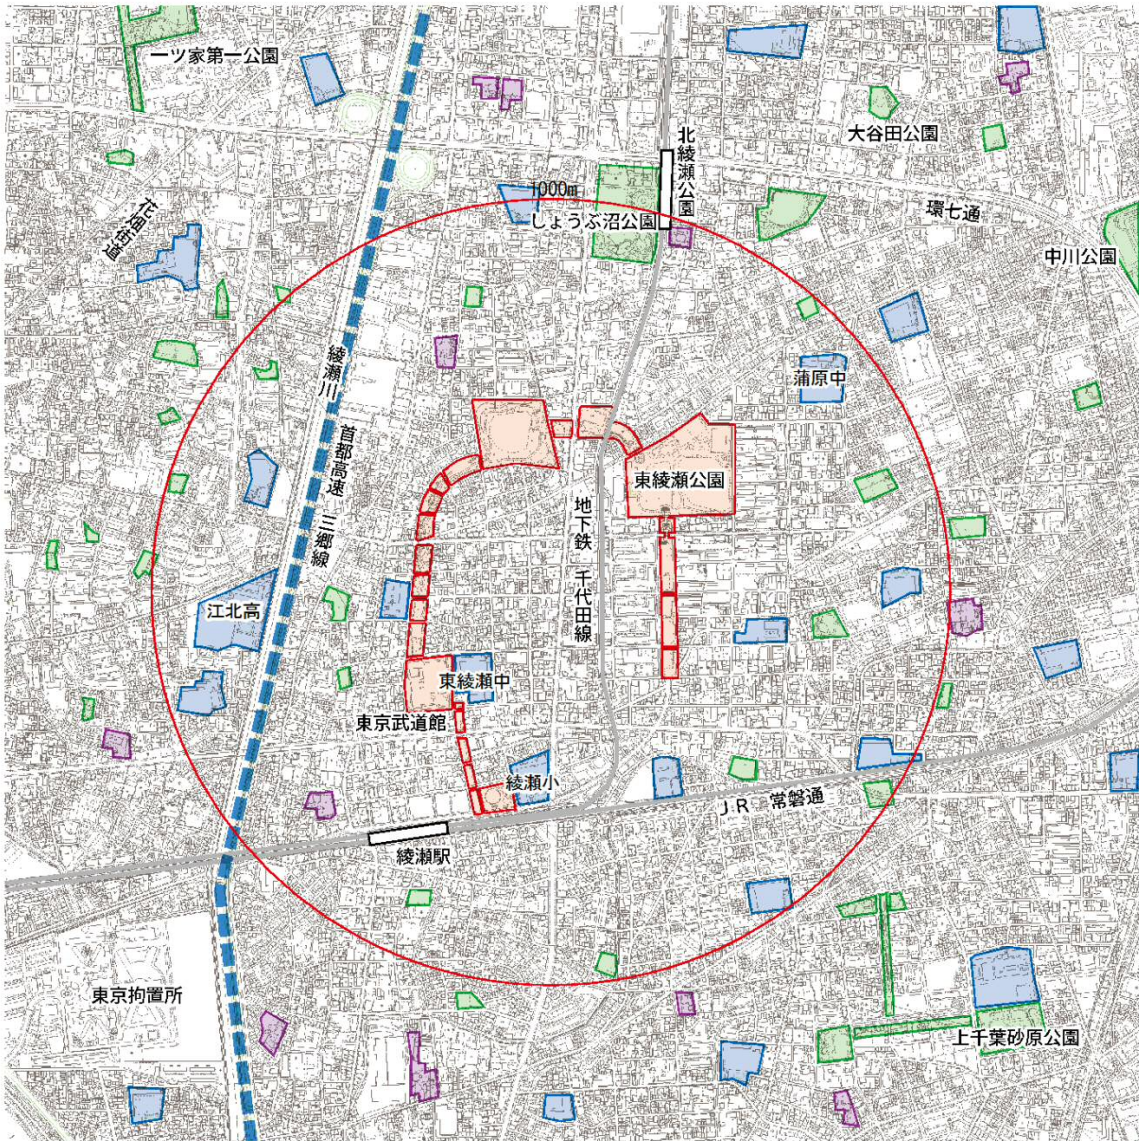 一ツ家第一公園
北綾瀬公園
大谷田公園
1000m
しょうぶ沼公園
環七通
花畑街道
中川公園
綾瀬川
蒲原中
首都高速 三郷線
東綾瀬公園
地下鉄 千代田線
江北高
東綾瀬中
東京武道館
綾瀬小
JR 常磐通
綾瀬駅
東京拘置所
上千葉砂原公園